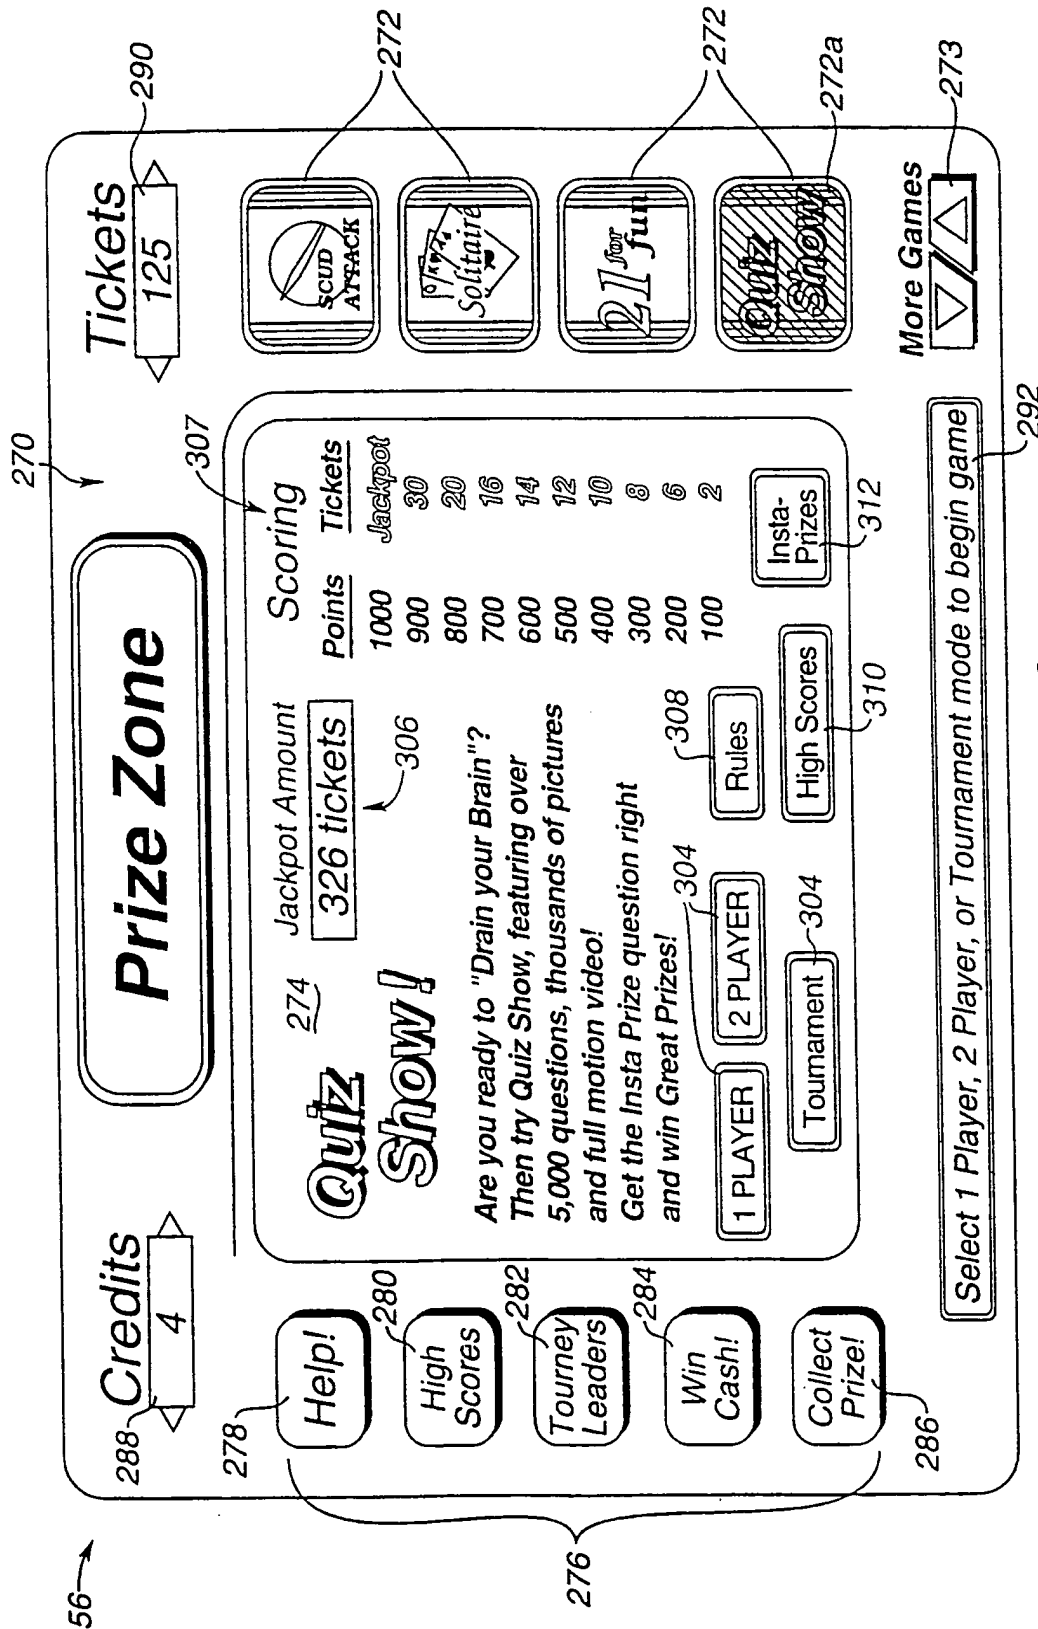 56
270
Prize Zone
Credits
4
288
Tickets
125
290
278
Help!
280
High
Scores
282
Tourney
Leaders
284
Win
Cash!
Collect
Prize!
286
276
274
Quiz
Show!
Jackpot Amount
326 tickets
306
Are you ready to "Drain your Brain"?
Then try Quiz Show, featuring over
5,000 questions, thousands of pictures
and full motion video!
Get the Insta Prize question right
and win Great Prizes!
1 PLAYER
2 PLAYER
304
Tournament
304
308
Rules
High Scores
310
Insta-
Prizes
312
307
Scoring
Points Tickets
1000 Jackpot
900 30
800 20
700 16
600 14
500 12
400 10
300 8
200 6
100 2
SCUD
ATTACK
272
Solitaire
21 for
fun
272
Quiz
Show
272a
More Games
273
Select 1 Player, 2 Player, or Tournament mode to begin game
292